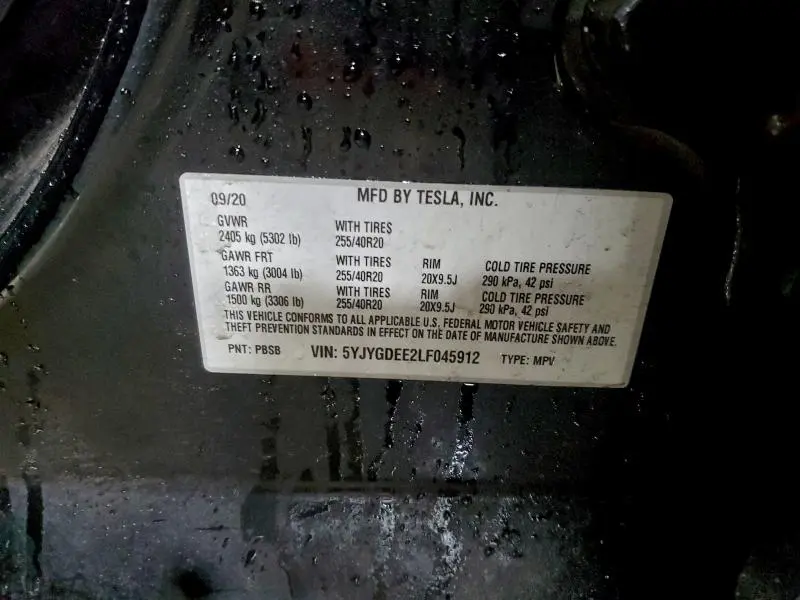 09/20 MFD BY TESLA, INC.
GVWR WITH TIRES
2405 kg (5302 lb) 255/40R20
GAWR FRT WITH TIRES RIM COLD TIRE PRESSURE
1363 kg (3004 lb) 255/40R20 20X9.5J 290 kPa, 42 psi
GAWR RR WITH TIRES RIM COLD TIRE PRESSURE
1500 kg (3306 lb) 255/40R20 20X9.5J 290 kPa, 42 psi
THIS VEHICLE CONFORMS TO ALL APPLICABLE U.S. FEDERAL MOTOR VEHICLE SAFETY AND
THEFT PREVENTION STANDARDS IN EFFECT ON THE DATE OF MANUFACTURE SHOWN ABOVE.
PNT: PBSB VIN: 5YJYGDEE2LF045912 TYPE: MPV